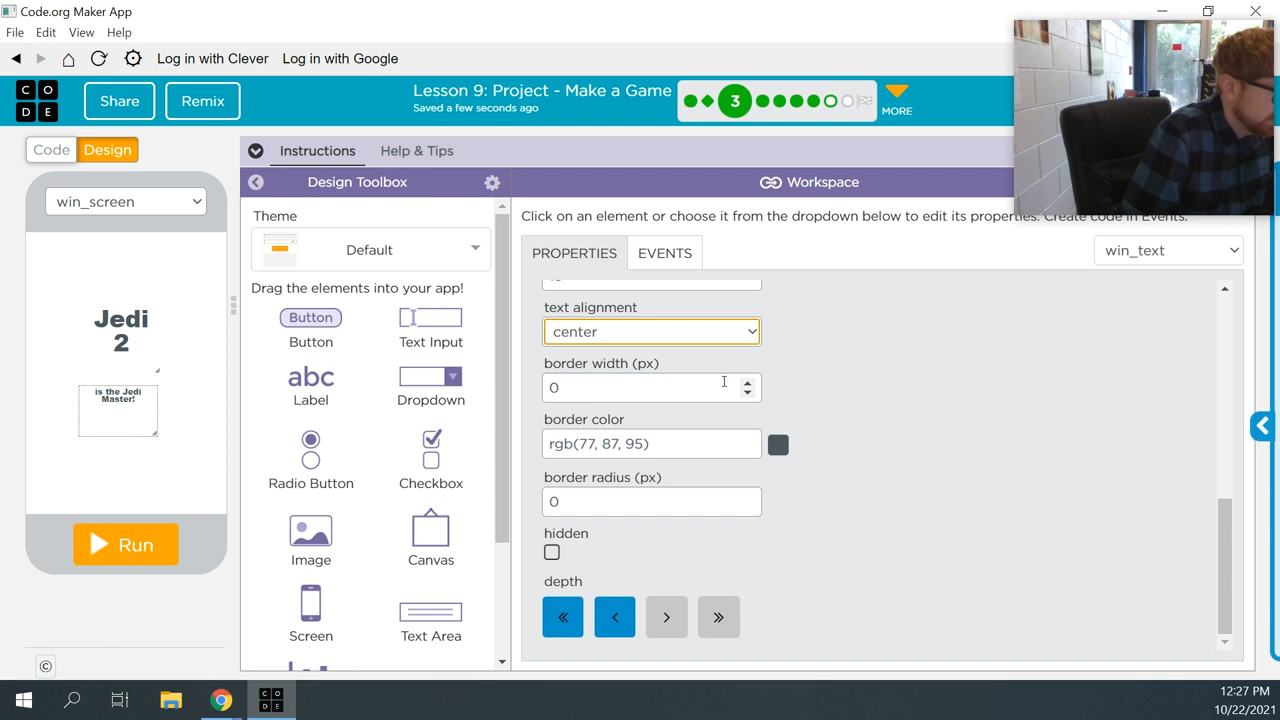 Code.org Maker App
File Edit View Help
Log in with Clever Log in with Google
C O
D E
Share
Remix
Lesson 9: Project - Make a Game
Saved a few seconds ago
3
MORE
Code
Design
Instructions
Help & Tips
win_screen
Design Toolbox
Workspace
Theme
Default
Click on an element or choose it from the dropdown below to edit its properties. Create code in Events.
PROPERTIES
EVENTS
win_text
Drag the elements into your app!
Button
Button
Text Input
abc
Label
Dropdown
Radio Button
Checkbox
Image
Canvas
Screen
Text Area
Jedi
2
is the Jedi
Master!
Run
©
text alignment
center
border width (px)
0
border color
rgb(77, 87, 95)
border radius (px)
0
hidden
depth
C O
D E
12:27 PM
10/22/2021